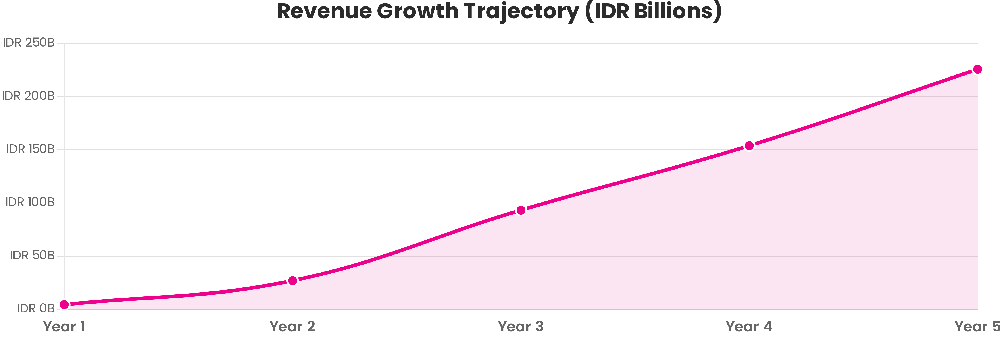 Revenue Growth Trajectory (IDR Billions)
IDR 250B
IDR 200B
IDR 150B
IDR 100B
IDR 50B
IDR 0B
Year 1
Year 2
Year 3
Year 4
Year 5